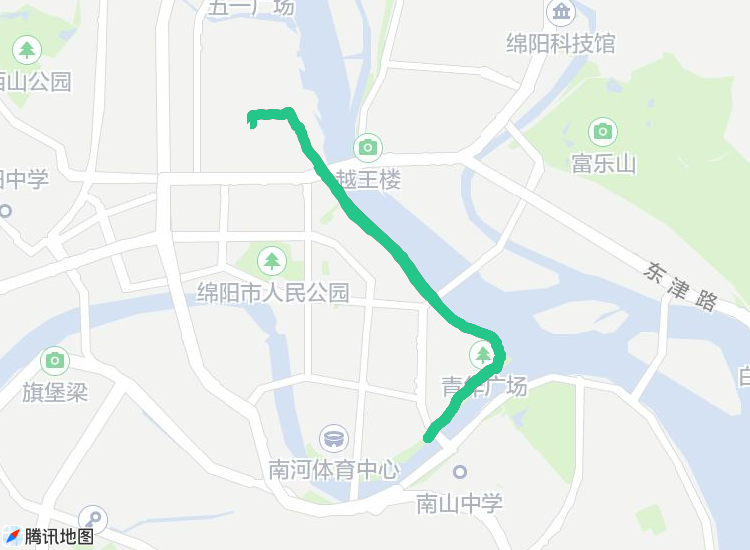 五一广场
绵阳科技馆
西山公园
富乐山
阳中学
越王楼
东津路
绵阳市人民公园
青年广场
旗堡梁
白
南河体育中心
南山中学
腾讯地图